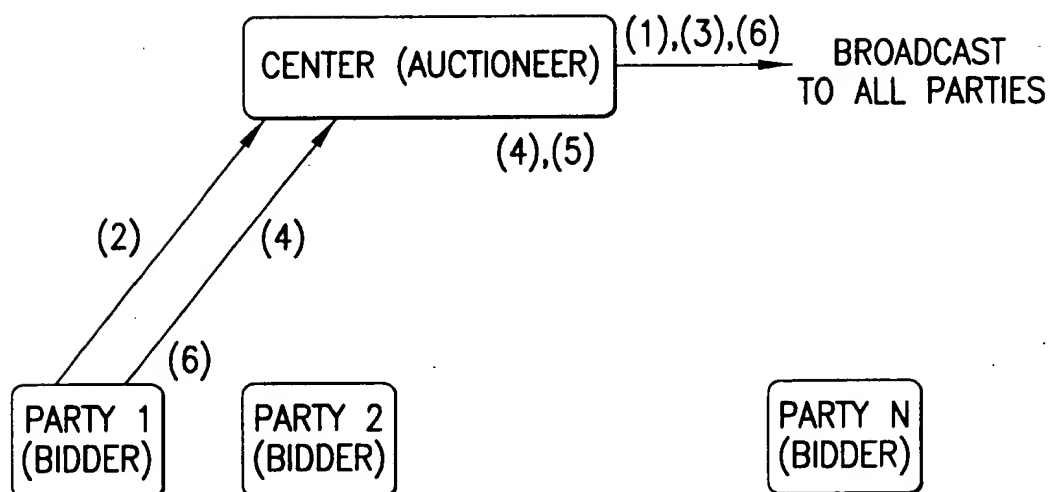 CENTER (AUCTIONEER)
(1),(3),(6)
BROADCAST
TO ALL PARTIES
(4),(5)
(2)
(4)
(6)
PARTY 1
(BIDDER)
PARTY 2
(BIDDER)
PARTY N
(BIDDER)